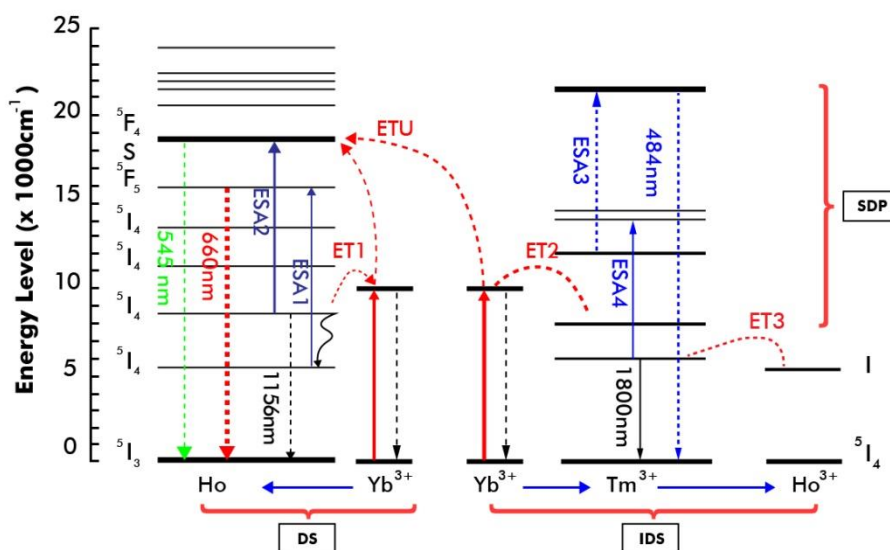 Energy Level (x 1000cm⁻¹)
25
20
15
10
5
0
⁵F₄
S
⁵F₅
⁵I₄
⁵I₄
⁵I₄
⁵I₄
⁵I₃
545 nm
660nm
ESA2
ESA1
1156nm
ET1
ETU
ET2
ESA3
484nm
ESA4
1800nm
ET3
SDP
I
⁵I₄
Ho
Yb³⁺
Yb³⁺
Tm³⁺
Ho³⁺
DS
IDS